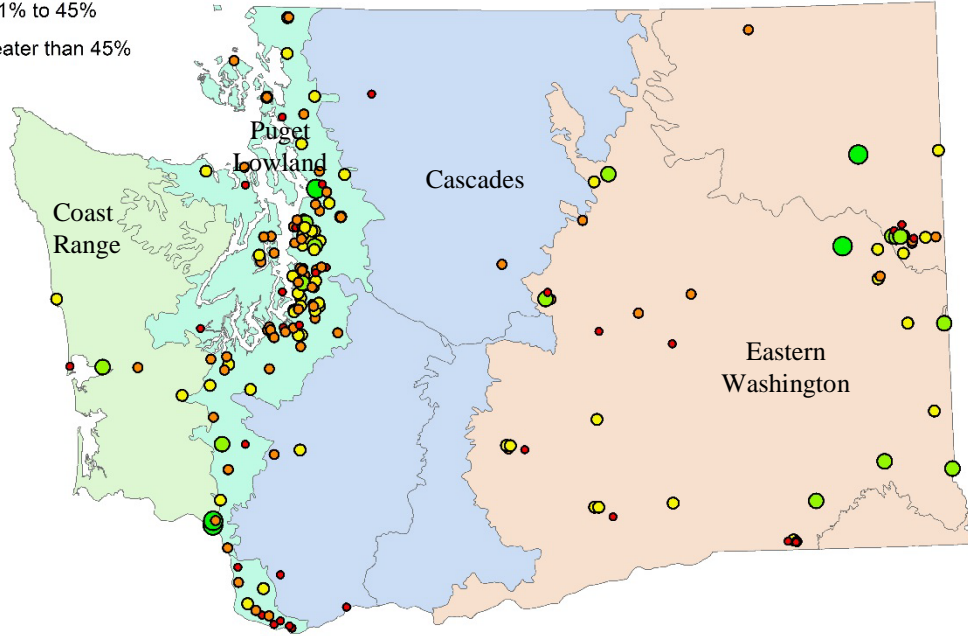 1% to 45%
eater than 45%
Puget
Lowland
Cascades
Coast
Range
Eastern
Washington